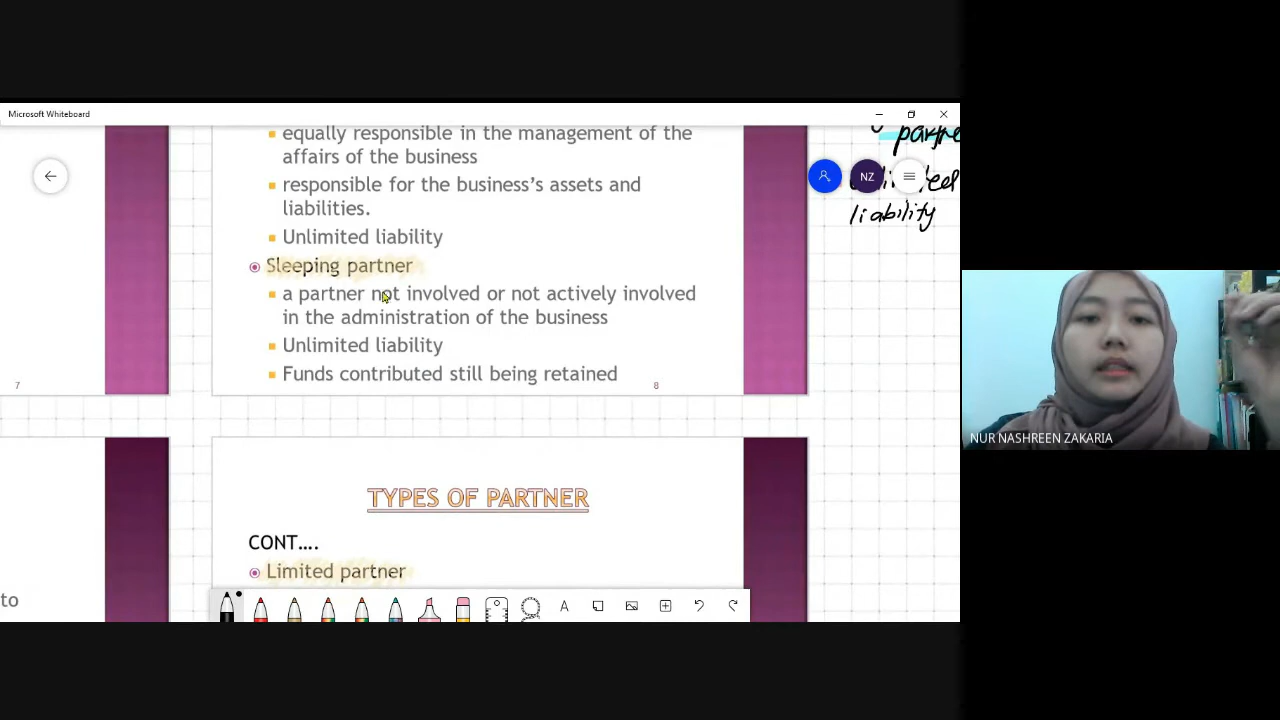 Microsoft Whiteboard
equally responsible in the management of the
affairs of the business
responsible for the business's assets and
liabilities.
Unlimited liability
Sleeping partner
a partner not involved or not actively involved
in the administration of the business
Unlimited liability
Funds contributed still being retained
7
8
NZ
liability
TYPES OF PARTNER
CONT....
Limited partner
to
A
NUR NASHREEN ZAKARIA